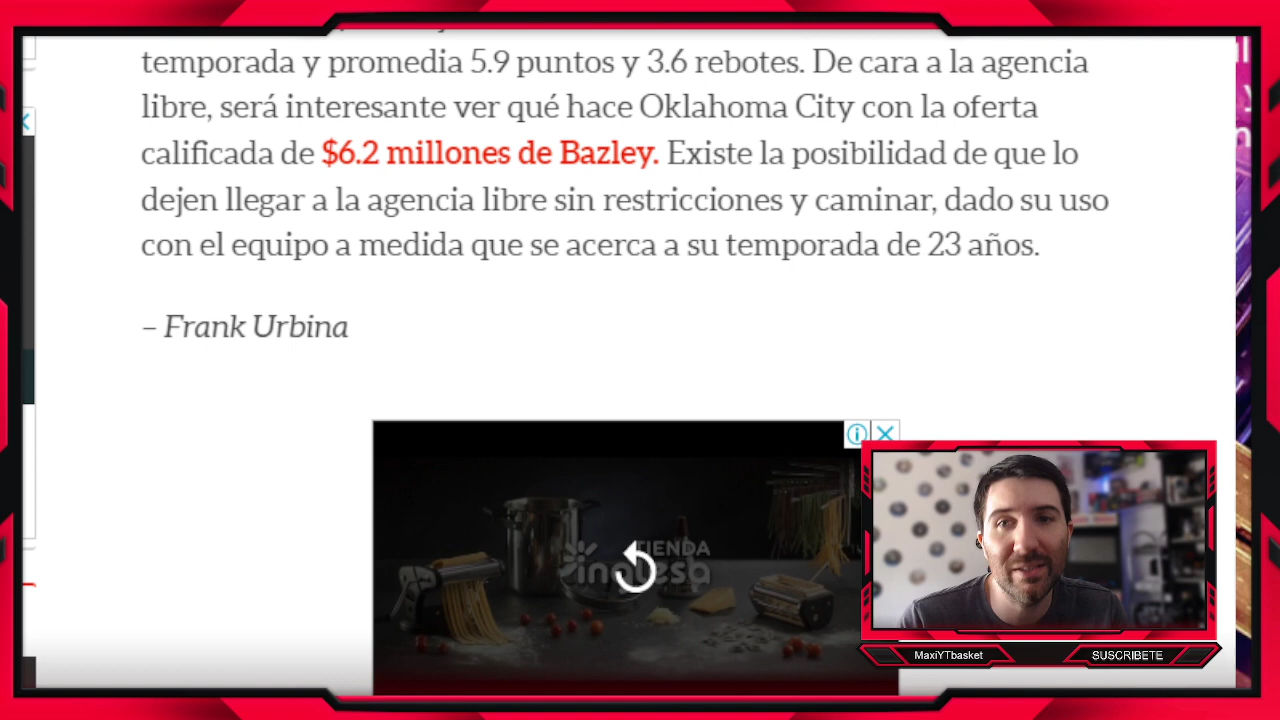 temporada y promedia 5.9 puntos y 3.6 rebotes. De cara a la agencia
libre, será interesante ver qué hace Oklahoma City con la oferta
calificada de $6.2 millones de Bazley. Existe la posibilidad de que lo
dejen llegar a la agencia libre sin restricciones y caminar, dado su uso
con el equipo a medida que se acerca a su temporada de 23 años.
– Frank Urbina
TIENDA
inglesa
MaxiYTbasket
SUSCRIBETE